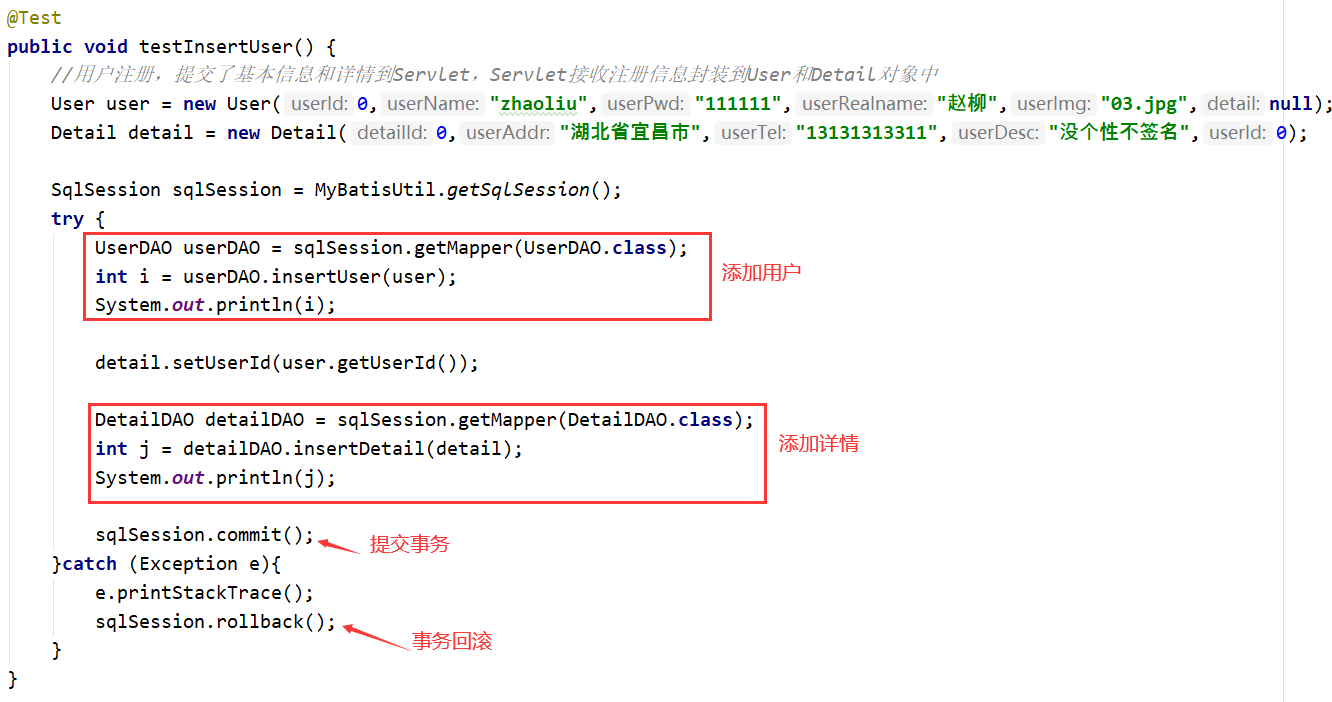 @Test
public void testInsertUser() {
//用户注册，提交了基本信息和详情到Servlet，Servlet接收注册信息封装到User和Detail对象中
User user = new User( userId: 0, userName: "zhaoliu", userPwd: "111111", userRealname: "赵柳", userImg: "03.jpg", detail: null);
Detail detail = new Detail( detailId: 0, userAddr: "湖北省宜昌市", userTel: "13131313311", userDesc: "没个性不签名", userId: 0);
SqlSession sqlSession = MyBatisUtil.getSqlSession();
try {
UserDAO userDAO = sqlSession.getMapper(UserDAO.class);
int i = userDAO.insertUser(user);
添加用户
System.out.println(i);
detail.setUserId(user.getUserId());
DetailDAO detailDAO = sqlSession.getMapper(DetailDAO.class);
int j = detailDAO.insertDetail(detail);
添加详情
System.out.println(j);
sqlSession.commit();
提交事务
}catch (Exception e){
e.printStackTrace();
sqlSession.rollback();
事务回滚
}
}